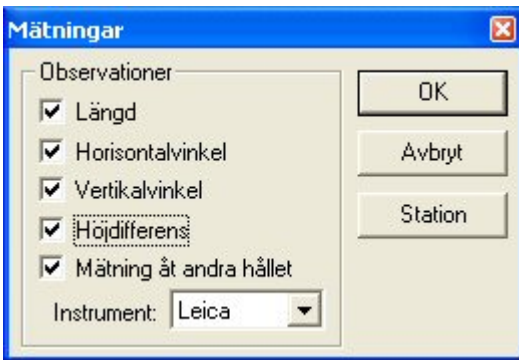 Mätningar
Observationer
Längd
Horisontalvinkel
Vertikalvinkel
Höjdifferens
Mätning åt andra hållet
Instrument: Leica
OK
Avbryt
Station